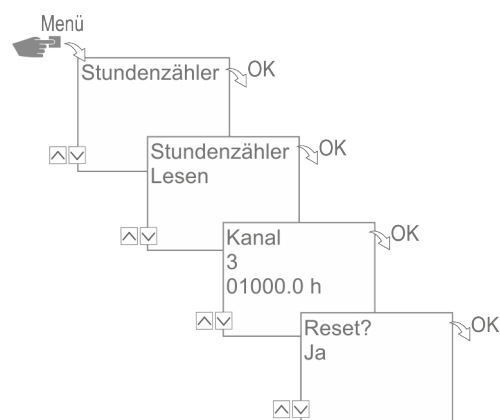 Menü
Stundenzähler
OK
Stundenzähler
OK
Lesen
Kanal
OK
3
01000.0 h
Reset?
OK
Ja